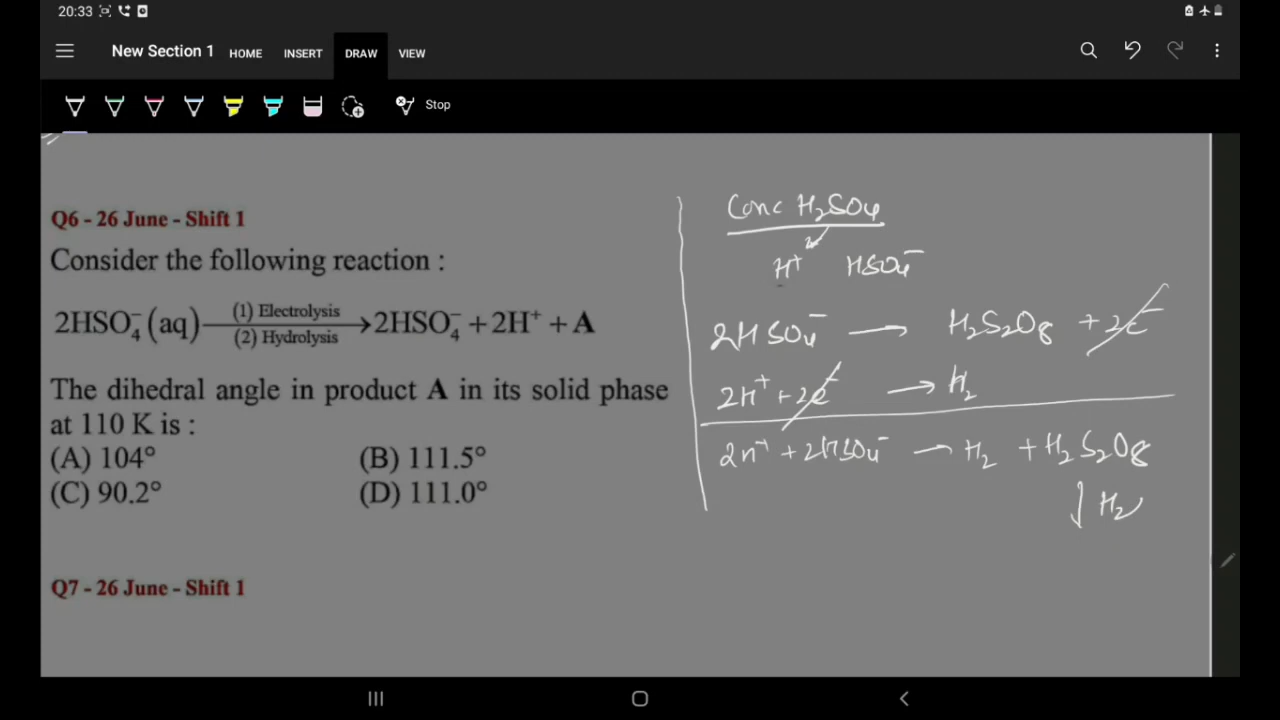 20:33
New Section 1 HOME INSERT DRAW VIEW
Stop
Q6 - 26 June - Shift 1
Consider the following reaction :
2HSO₄⁻(aq) —(1) Electrolysis / (2) Hydrolysis→ 2HSO₄⁻ + 2H⁺ + A
The dihedral angle in product A in its solid phase
at 110 K is :
(A) 104° (B) 111.5°
(C) 90.2° (D) 111.0°
Q7 - 26 June - Shift 1
Conc H₂SO₄
H⁺ HSO₄⁻
2HSO₄⁻ → H₂S₂O₈ + 2e⁻
2H⁺ + 2e⁻ → H₂
2H⁺ + 2HSO₄⁻ → H₂ + H₂S₂O₈
↓ H₂